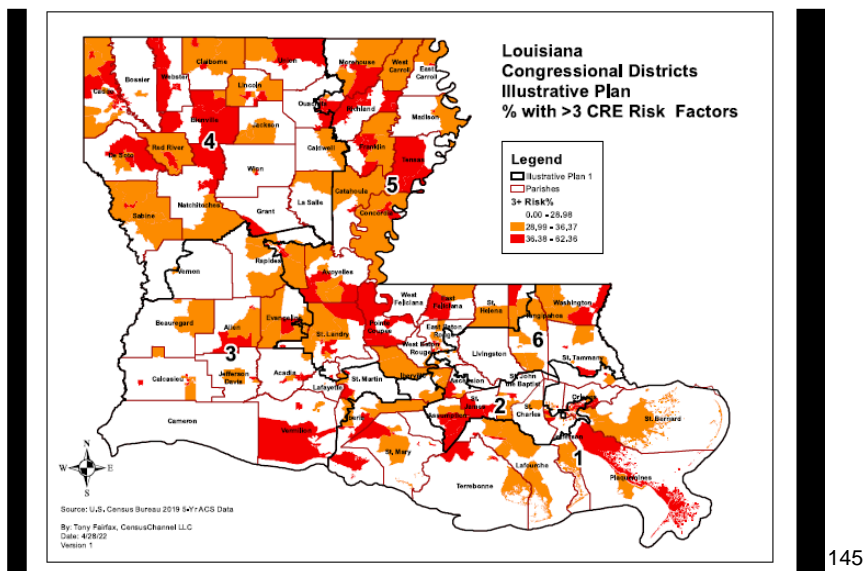 Louisiana
Congressional Districts
Illustrative Plan
% with >3 CRE Risk Factors
Legend
Illustrative Plan 1
Parishes
3+ Risk%
0.00 - 28.98
28.99 - 36.37
36.38 - 62.36
Claiborne
Union
Morehouse
West
Carroll
East
Carroll
Bossier
Webster
Caddo
Lincoln
Ouachita
Richland
Madison
Bienville
Jackson
4
Red River
De Soto
Caldwell
Franklin
Tensas
Winn
5
Natchitoches
La Salle
Catahoula
Sabine
Grant
Concordia
Vernon
Rapides
Avoyelles
West
Feliciana
East
Feliciana
St.
Helena
Tangipahoa
Washington
Beauregard
Allen
Evangeline
St. Landry
Pointe
Coupee
East Baton
Rouge
West Baton
Rouge
Livingston
6
St. Tammany
3
Calcasieu
Jefferson
Davis
Acadia
Lafayette
St. Martin
Iberville
Ascension
St. John
the Baptist
Cameron
Vermilion
Iberia
Assumption
St.
James
2
St.
Charles
Orleans
St. Bernard
Jefferson
1
St. Mary
Lafourche
Plaquemines
Terrebonne
N
W
E
S
Source: U.S. Census Bureau 2019 5-Yr ACS Data
By: Tony Fairfax, CensusChannel LLC
Date: 4/28/22
Version 1
145